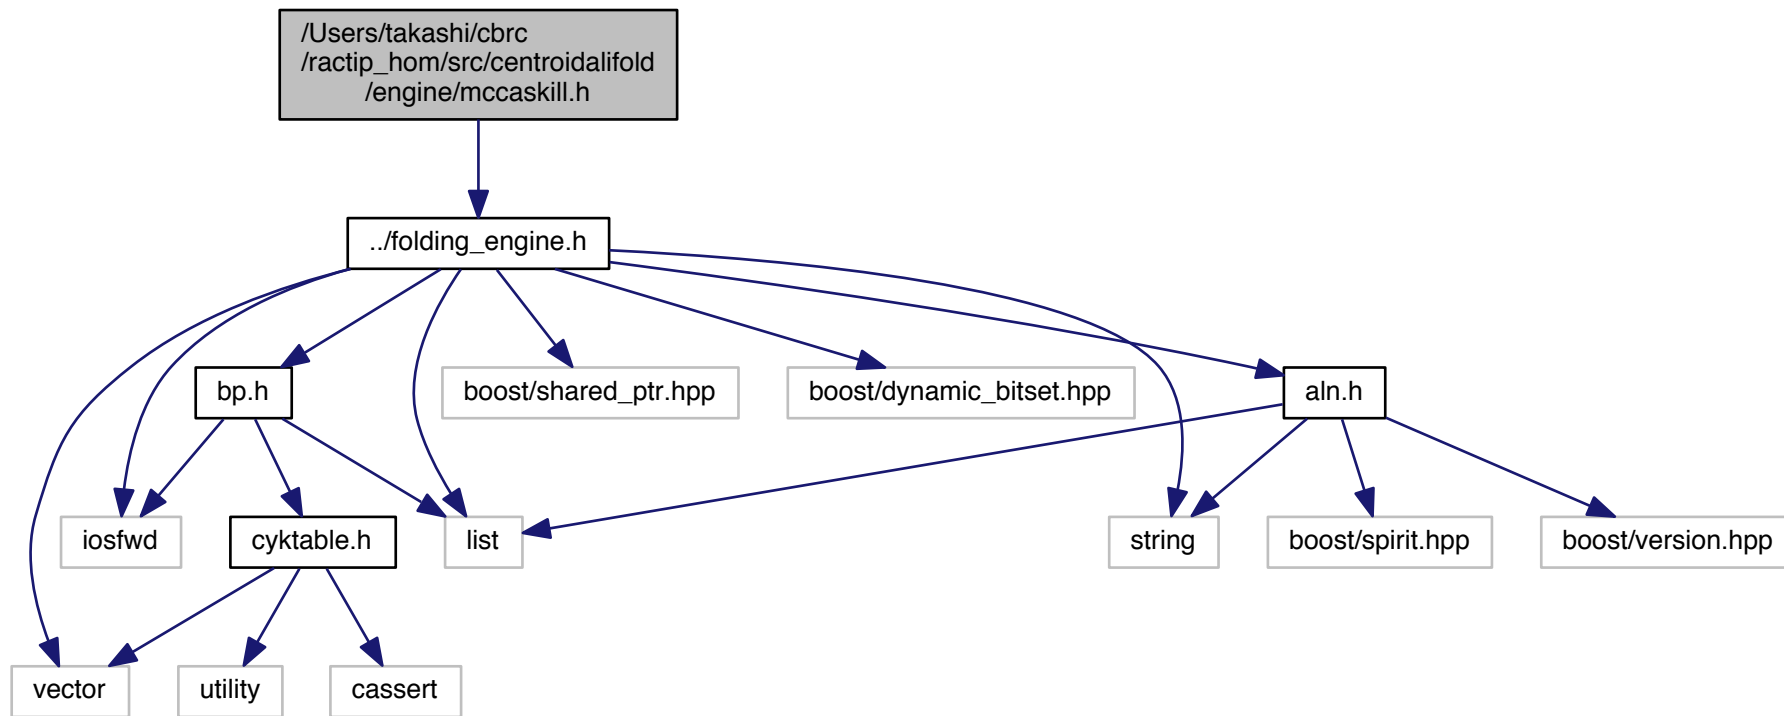 /Users/takashi/cbrc
/ractip_hom/src/centroidalifold
/engine/mccaskill.h
../folding_engine.h
bp.h
boost/shared_ptr.hpp
boost/dynamic_bitset.hpp
aln.h
iosfwd
cyktable.h
list
string
boost/spirit.hpp
boost/version.hpp
vector
utility
cassert